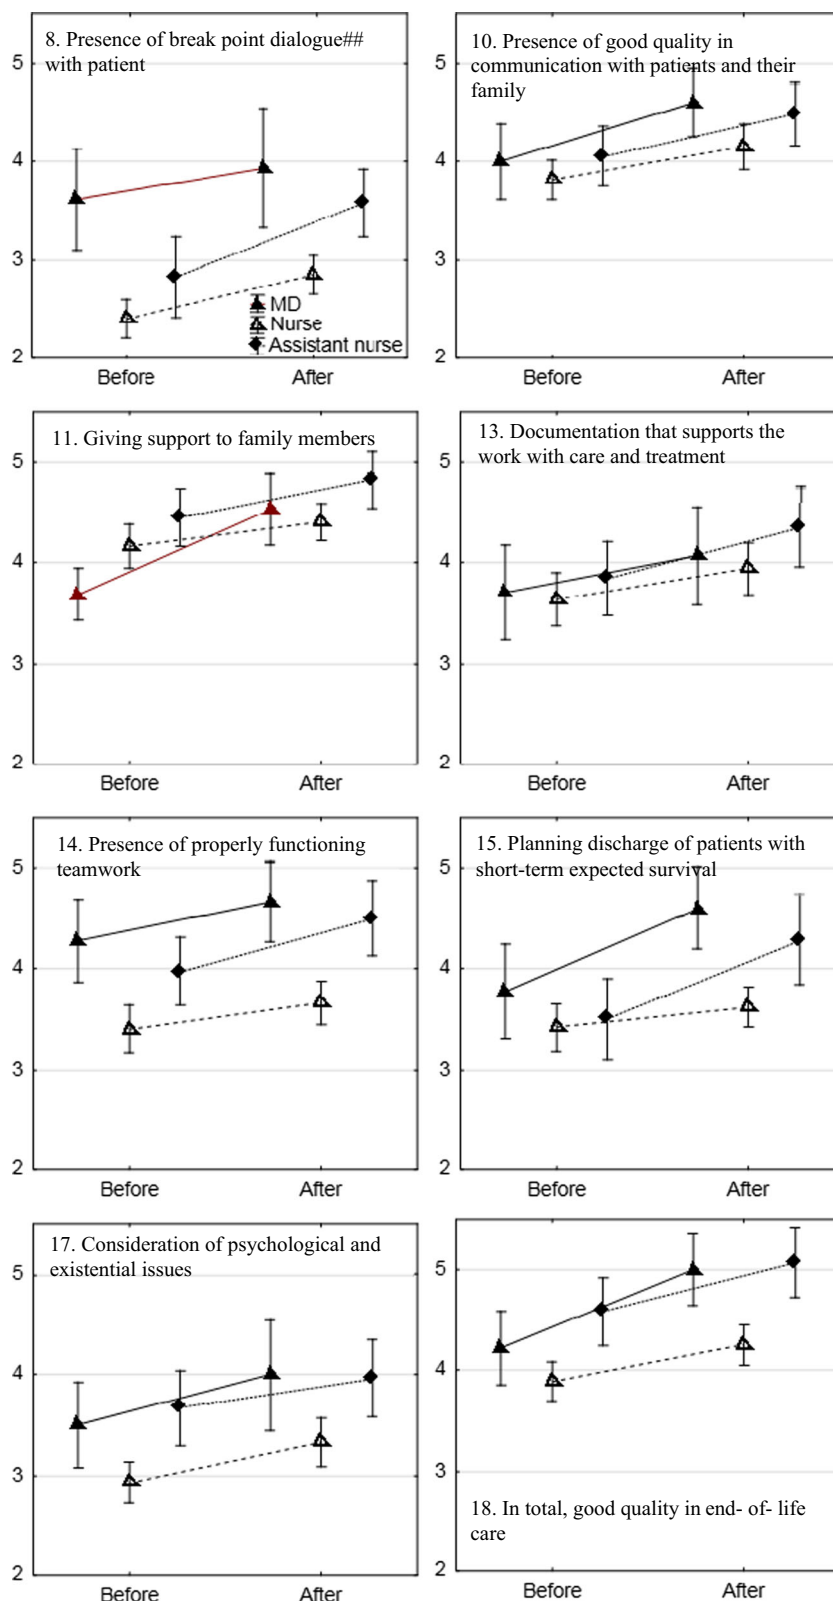 8. Presence of break point dialogue##
with patient
5
4
3
2
MD
Nurse
Assistant nurse
Before After
10. Presence of good quality in
communication with patients and their
family
5
4
3
2
Before After
11. Giving support to family members
5
4
3
2
Before After
13. Documentation that supports the
work with care and treatment
5
4
3
2
Before After
14. Presence of properly functioning
teamwork
5
4
3
2
Before After
15. Planning discharge of patients with
short-term expected survival
5
4
3
2
Before After
17. Consideration of psychological and
existential issues
5
4
3
2
Before After
5
4
3
18. In total, good quality in end- of- life
care
2
Before After